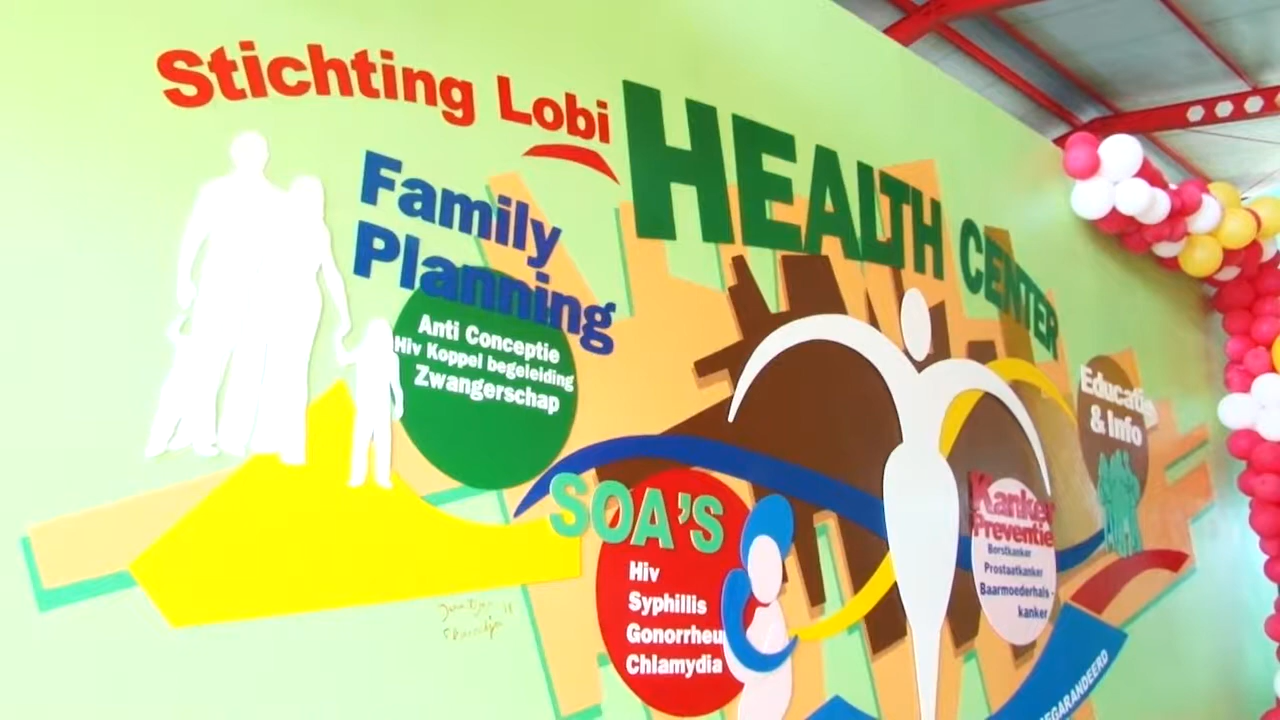 Stichting Lobi
HEALTH CENTER
Family
Planning
Anti Conceptie
Hiv Koppel begeleiding
Zwangerschap
SOA'S
Hiv
Syphillis
Gonorrheu
Chlamydia
Kanker
Preventie
Borstkanker
Prostaatkanker
Baarmoederhals -
kanker
& Info